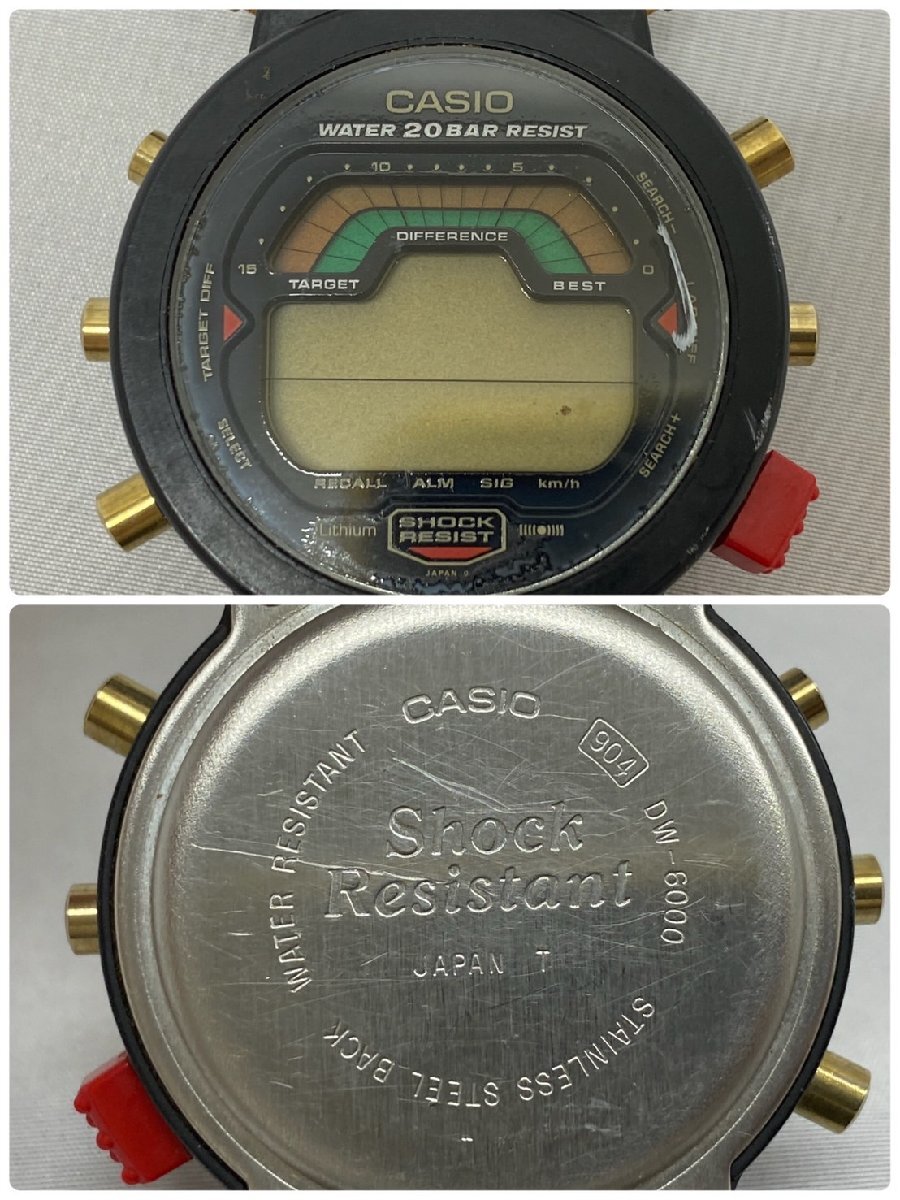 CASIO
WATER 20 BAR RESIST
10 5
15 0
DIFFERENCE
TARGET BEST
TARGET DIFF
SEARCH-
SELECT
SEARCH+
RECALL ALM SIG km/h
Lithium
SHOCK
RESIST
JAPAN
CASIO
904
DW-6000
WATER RESISTANT
Shock
Resistant
JAPAN T
STAINLESS STEEL BACK